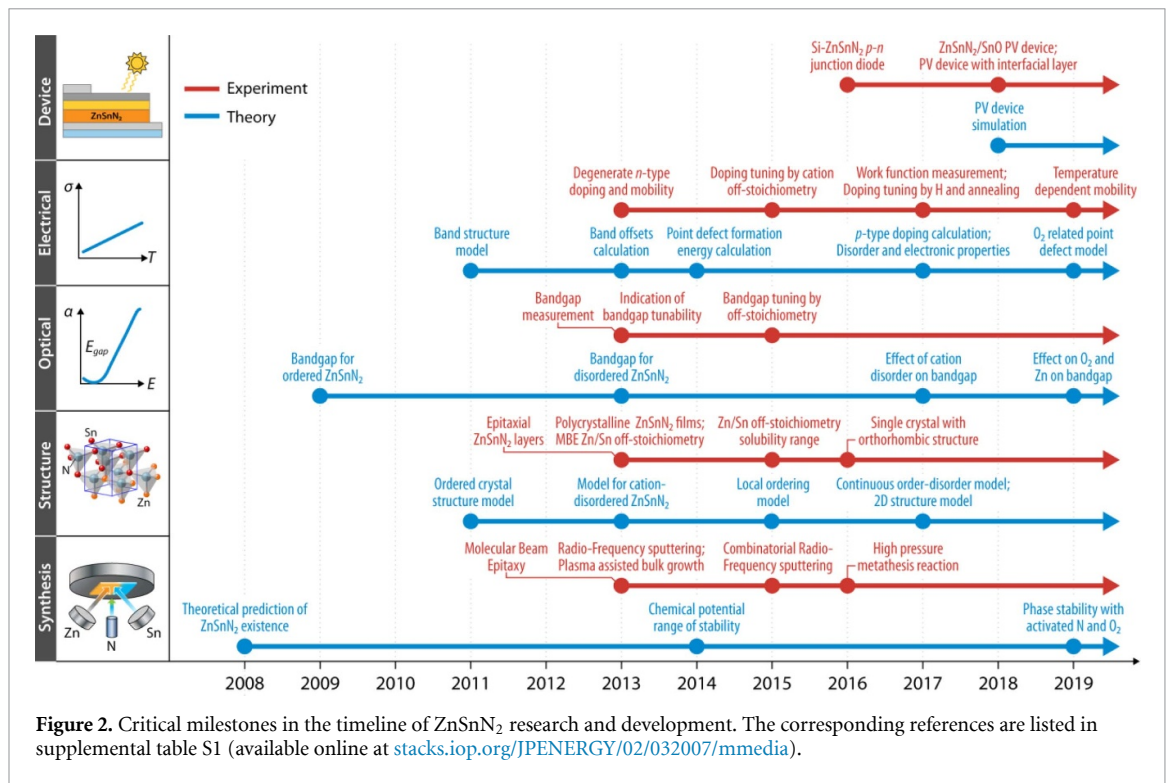 Device
ZnSnN₂
Experiment
Theory
Si-ZnSnN₂ p-n
junction diode
ZnSnN₂/SnO PV device;
PV device with interfacial layer
PV device
simulation
Electrical
σ
T
Degenerate n-type
doping and mobility
Doping tuning by cation
off-stoichiometry
Work function measurement;
Doping tuning by H and annealing
Temperature
dependent mobility
Band structure
model
Band offsets
calculation
Point defect formation
energy calculation
p-type doping calculation;
Disorder and electronic properties
O₂ related point
defect model
Optical
α
E_gap
E
Bandgap
measurement
Indication of
bandgap tunability
Bandgap tuning by
off-stoichiometry
Bandgap for
ordered ZnSnN₂
Bandgap for
disordered ZnSnN₂
Effect of cation
disorder on bandgap
Effect on O₂ and
Zn on bandgap
Structure
Sn
N
Zn
Epitaxial
ZnSnN₂ layers
Polycrystalline ZnSnN₂ films;
MBE Zn/Sn off-stoichiometry
Zn/Sn off-stoichiometry
solubility range
Single crystal with
orthorhombic structure
Ordered crystal
structure model
Model for cation-
disordered ZnSnN₂
Local ordering
model
Continuous order-disorder model;
2D structure model
Synthesis
Zn
N
Sn
Molecular Beam
Epitaxy
Radio-Frequency sputtering;
Plasma assisted bulk growth
Combinatorial Radio-
Frequency sputtering
High pressure
metathesis reaction
Theoretical prediction of
ZnSnN₂ existence
Chemical potential
range of stability
Phase stability with
activated N and O₂
2008 2009 2010 2011 2012 2013 2014 2015 2016 2017 2018 2019
Figure 2. Critical milestones in the timeline of ZnSnN₂ research and development. The corresponding references are listed in
supplemental table S1 (available online at stacks.iop.org/JPENERGY/02/032007/mmedia).